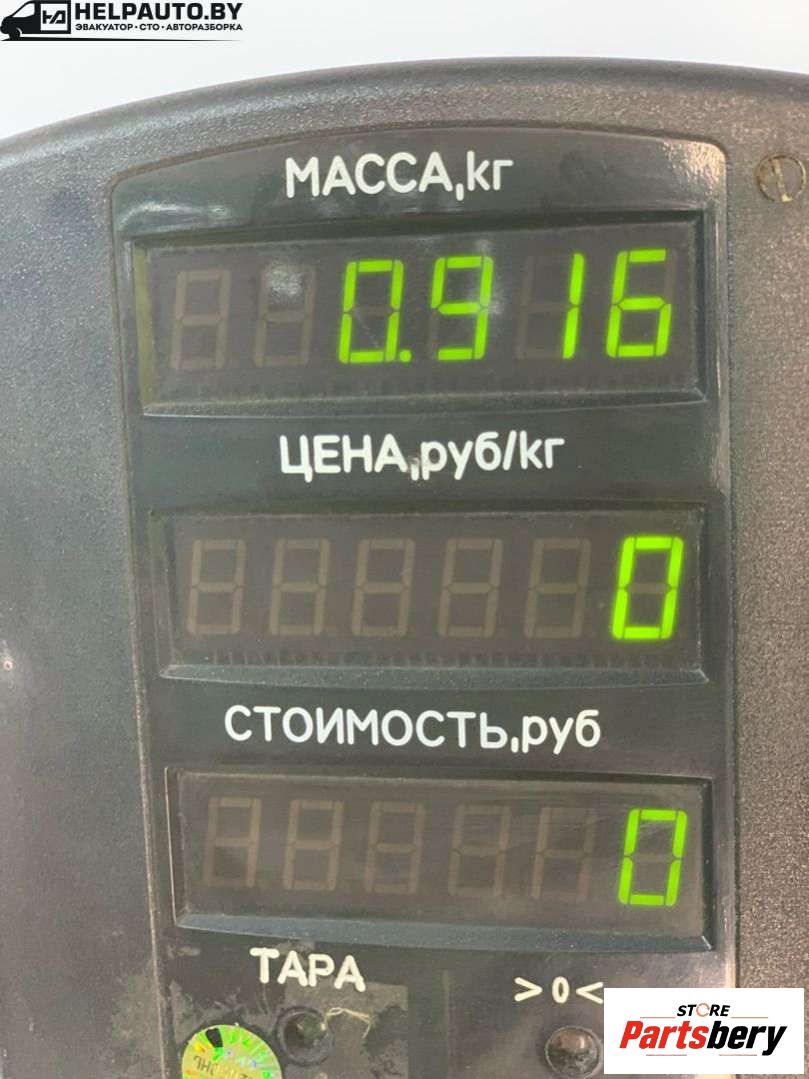 HELPAUTO.BY
ЭВАКУАТОР • СТО • АВТОРАЗБОРКА
МАССА,кг
0.916
ЦЕНА,руб/кг
0
СТОИМОСТЬ,руб
0
ТАРА
>0<
STORE
Partsbery